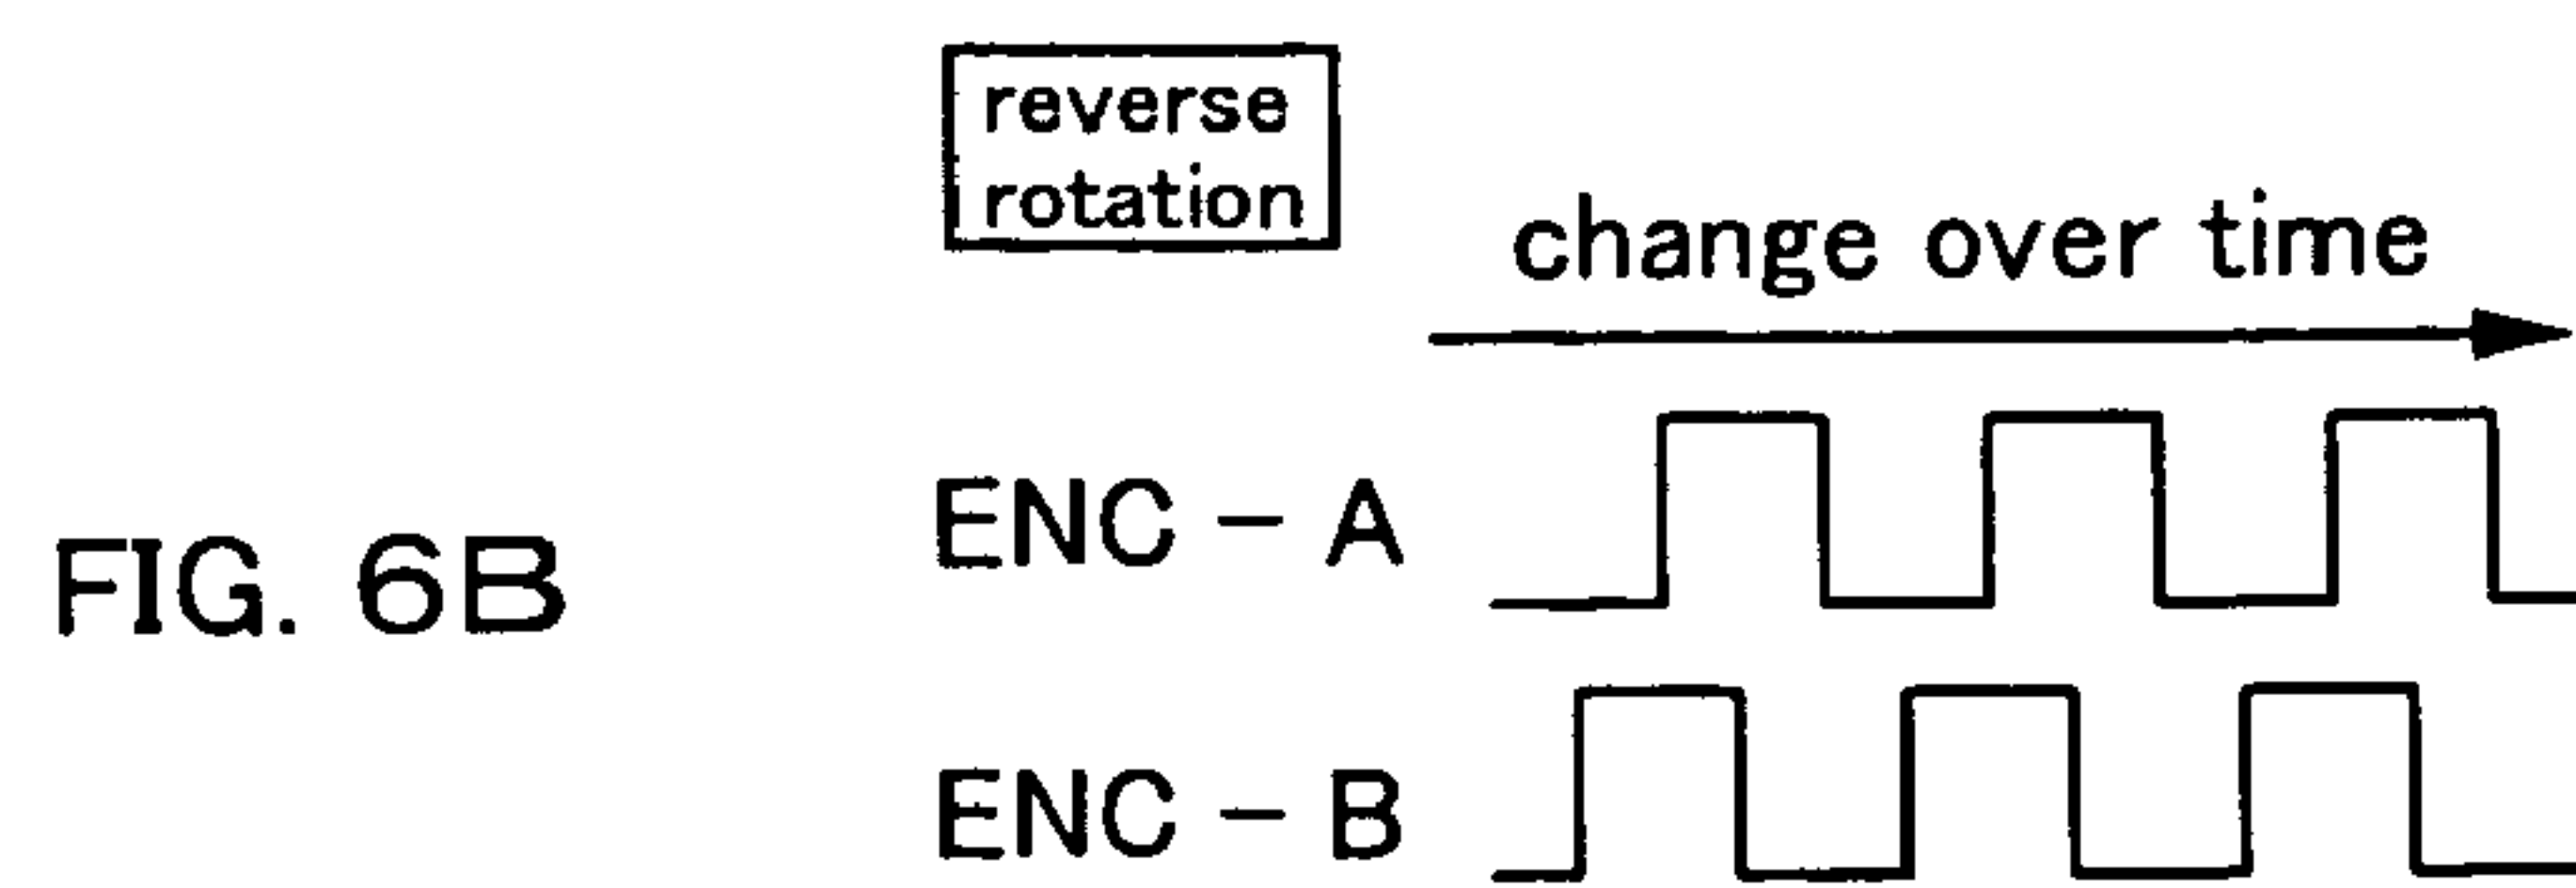 reverse
rotation
change over time
ENC – A
FIG. 6B
ENC – B